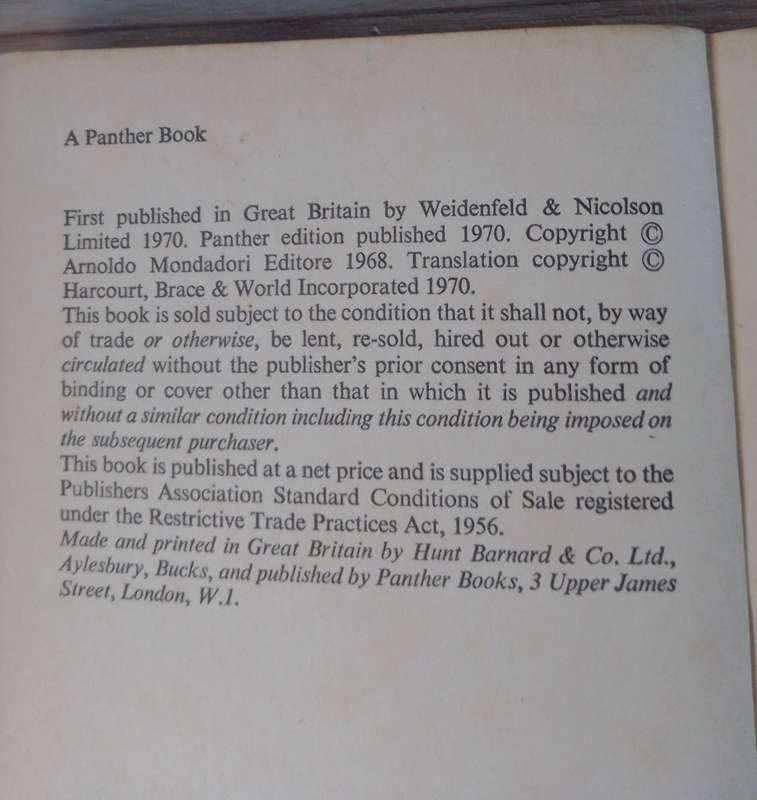 A Panther Book
First published in Great Britain by Weidenfeld & Nicolson
Limited 1970. Panther edition published 1970. Copyright ©
Arnoldo Mondadori Editore 1968. Translation copyright ©
Harcourt, Brace & World Incorporated 1970.
This book is sold subject to the condition that it shall not, by way
of trade or otherwise, be lent, re-sold, hired out or otherwise
circulated without the publisher's prior consent in any form of
binding or cover other than that in which it is published and
without a similar condition including this condition being imposed on
the subsequent purchaser.
This book is published at a net price and is supplied subject to the
Publishers Association Standard Conditions of Sale registered
under the Restrictive Trade Practices Act, 1956.
Made and printed in Great Britain by Hunt Barnard & Co. Ltd.,
Aylesbury, Bucks, and published by Panther Books, 3 Upper James
Street, London, W.1.